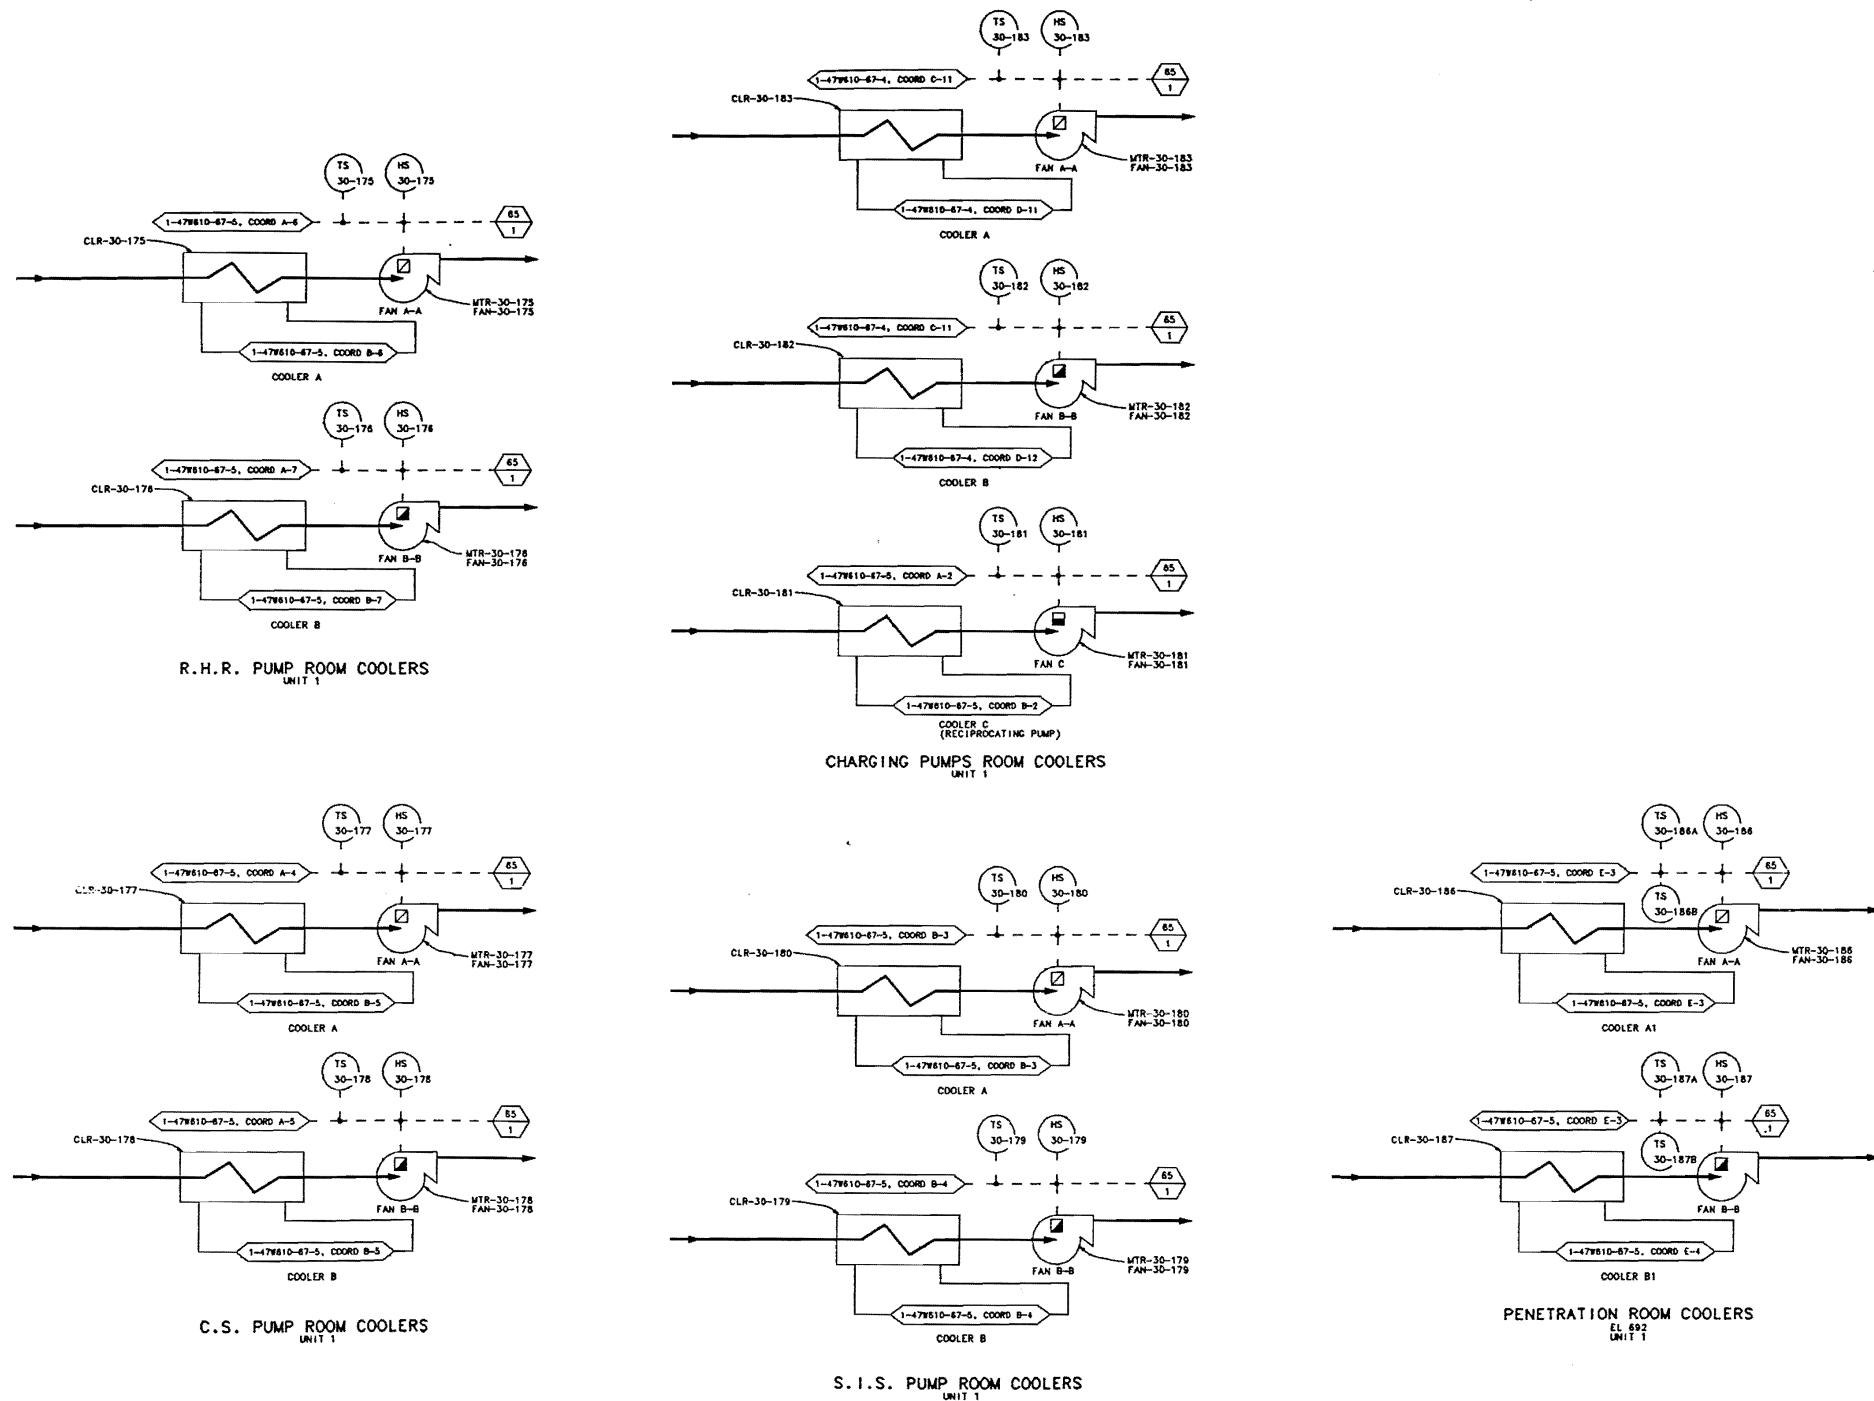 TS
30-175
HS
30-175
1-47W610-67-5, COORD A-6
65
1
CLR-30-175
MTR-30-175
FAN-30-175
FAN A-A
1-47W610-67-5, COORD B-6
COOLER A
TS
30-176
HS
30-176
1-47W610-67-5, COORD A-7
65
1
CLR-30-176
MTR-30-176
FAN-30-176
FAN B-B
1-47W610-67-5, COORD B-7
COOLER B
R.H.R. PUMP ROOM COOLERS
UNIT 1
TS
30-183
HS
30-183
1-47W610-67-4, COORD C-11
65
1
CLR-30-183
MTR-30-183
FAN-30-183
FAN A-A
1-47W610-67-4, COORD D-11
COOLER A
TS
30-182
HS
30-182
1-47W610-67-4, COORD C-11
65
1
CLR-30-182
MTR-30-182
FAN-30-182
FAN B-B
1-47W610-67-4, COORD D-12
COOLER B
TS
30-181
HS
30-181
1-47W610-67-5, COORD A-2
65
1
CLR-30-181
MTR-30-181
FAN-30-181
FAN C
1-47W610-67-5, COORD B-2
COOLER C
(RECIPROCATING PUMP)
CHARGING PUMPS ROOM COOLERS
UNIT 1
TS
30-177
HS
30-177
1-47W610-67-5, COORD A-4
65
1
CLR-30-177
MTR-30-177
FAN-30-177
FAN A-A
1-47W610-67-5, COORD B-5
COOLER A
TS
30-178
HS
30-178
1-47W610-67-5, COORD A-5
65
1
CLR-30-178
MTR-30-178
FAN-30-178
FAN B-B
1-47W610-67-5, COORD B-5
COOLER B
C.S. PUMP ROOM COOLERS
UNIT 1
TS
30-180
HS
30-180
1-47W610-67-5, COORD B-3
65
1
CLR-30-180
MTR-30-180
FAN-30-180
FAN A-A
1-47W610-67-5, COORD B-3
COOLER A
TS
30-179
HS
30-179
1-47W610-67-5, COORD B-4
65
1
CLR-30-179
MTR-30-179
FAN-30-179
FAN B-B
1-47W610-67-5, COORD B-4
COOLER B
S.I.S. PUMP ROOM COOLERS
UNIT 1
TS
30-186A
HS
30-186
1-47W610-67-5, COORD E-3
65
1
TS
30-186B
CLR-30-186
MTR-30-186
FAN-30-186
FAN A-A
1-47W610-67-5, COORD E-3
COOLER A1
TS
30-187A
HS
30-187
1-47W610-67-5, COORD E-3
65
1
TS
30-187B
CLR-30-187
FAN B-B
1-47W610-67-5, COORD E-4
COOLER B1
PENETRATION ROOM COOLERS
EL 692
UNIT 1